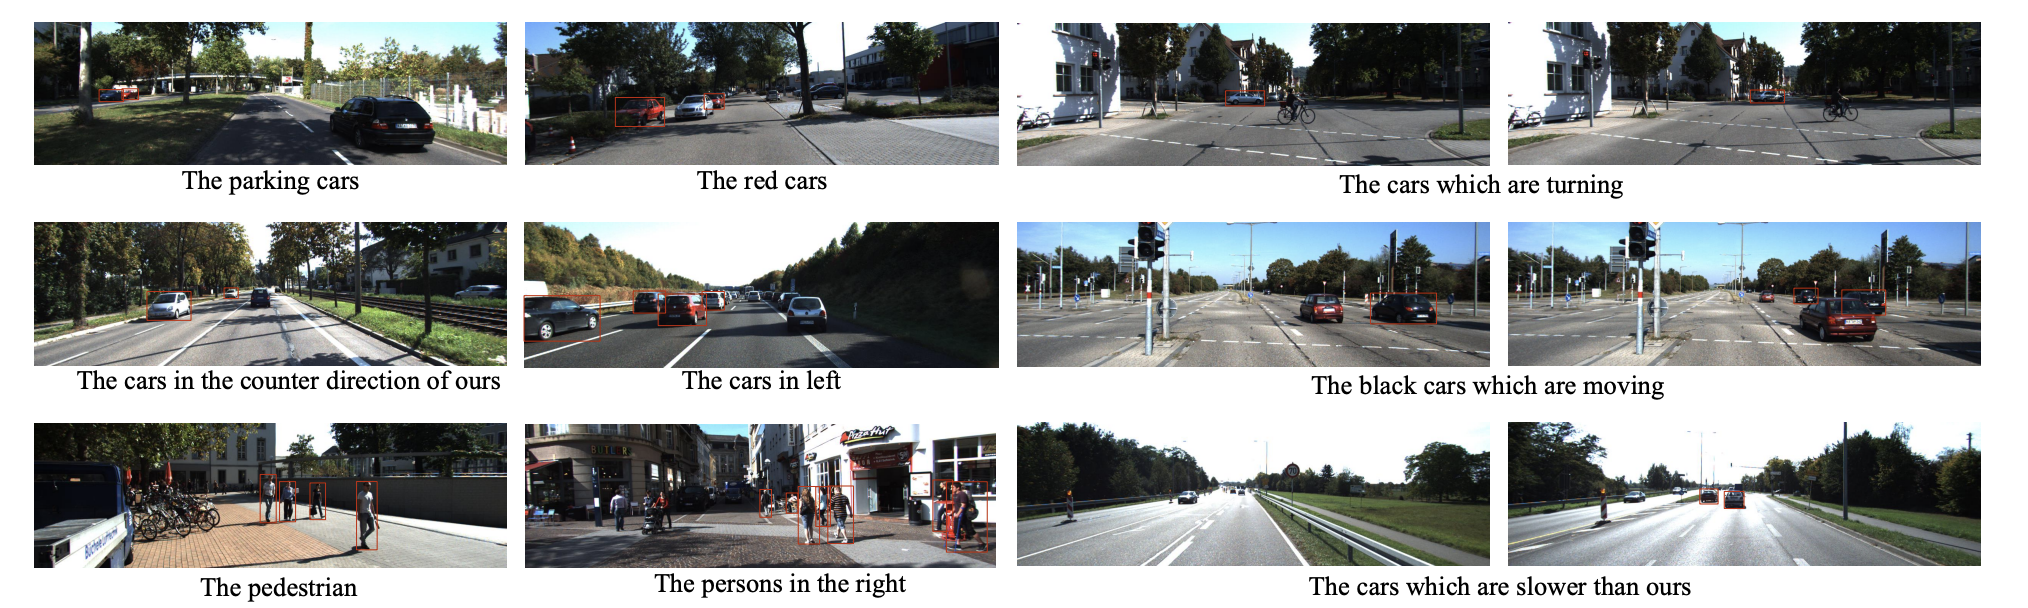 The parking cars
The red cars
The cars which are turning
The cars in the counter direction of ours
The cars in left
The black cars which are moving
Pizza Hut
The pedestrian
The persons in the right
The cars which are slower than ours